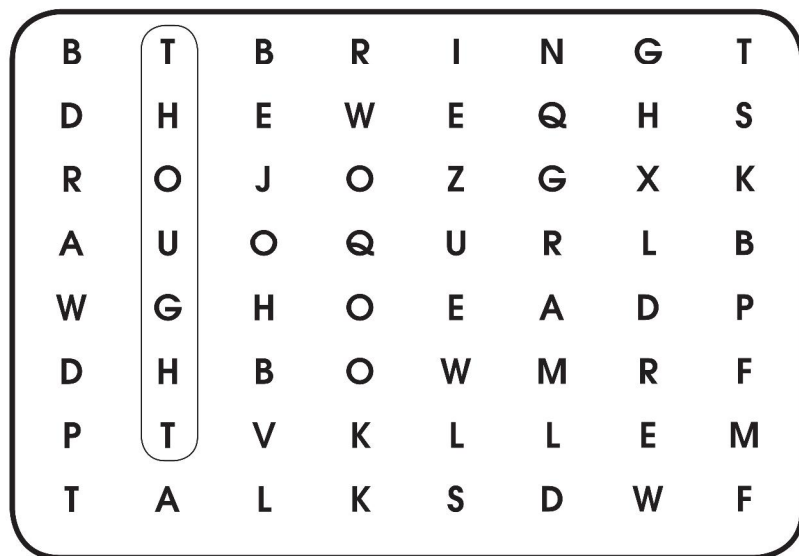 B T B R I N G T
D H E W E Q H S
R O J O Z G X K
A U O Q U R L B
W G H O E A D P
D H B O W M R F
P T V K L L E M
T A L K S D W F